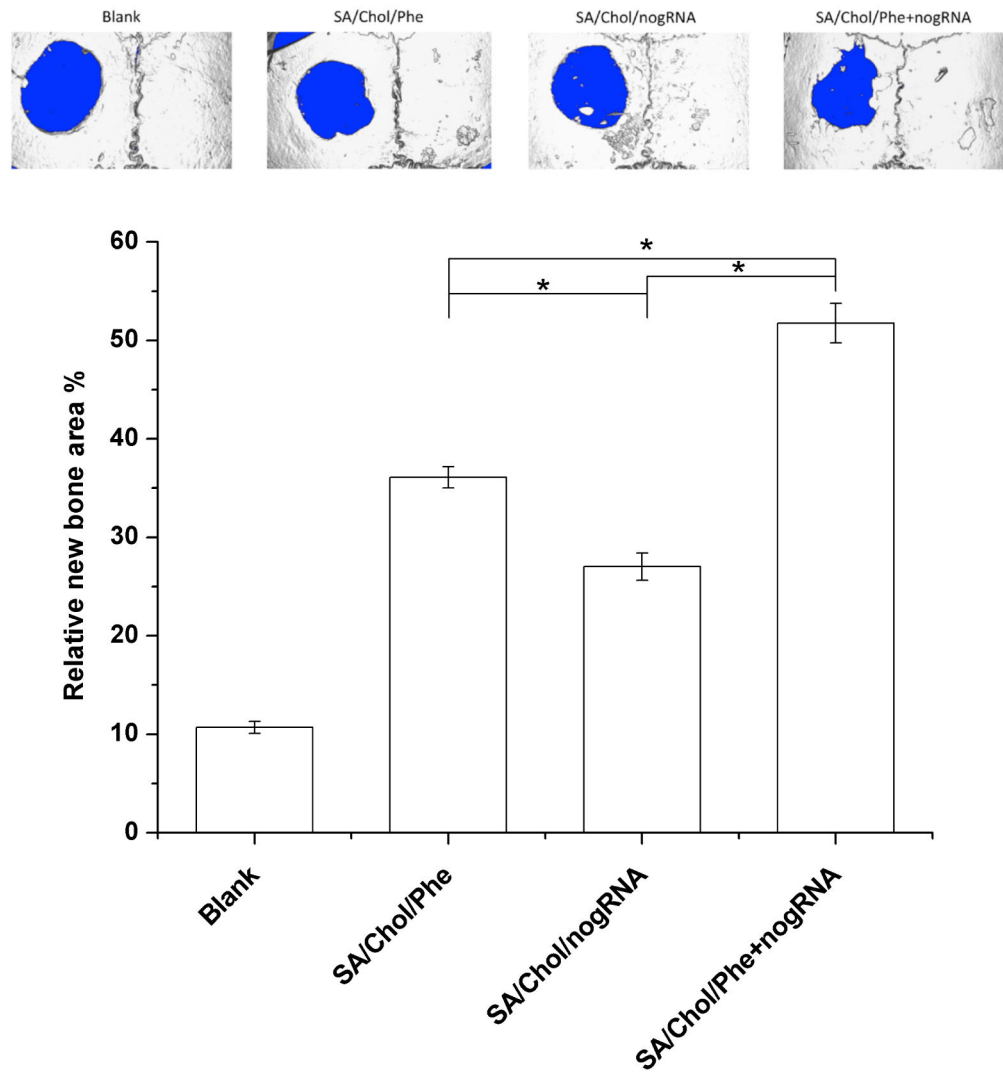 Blank
SA/Chol/Phe
SA/Chol/nogRNA
SA/Chol/Phe+nogRNA
60
50
40
30
20
10
0
Relative new bone area %
*
*
*
Blank
SA/Chol/Phe
SA/Chol/nogRNA
SA/Chol/Phe+nogRNA